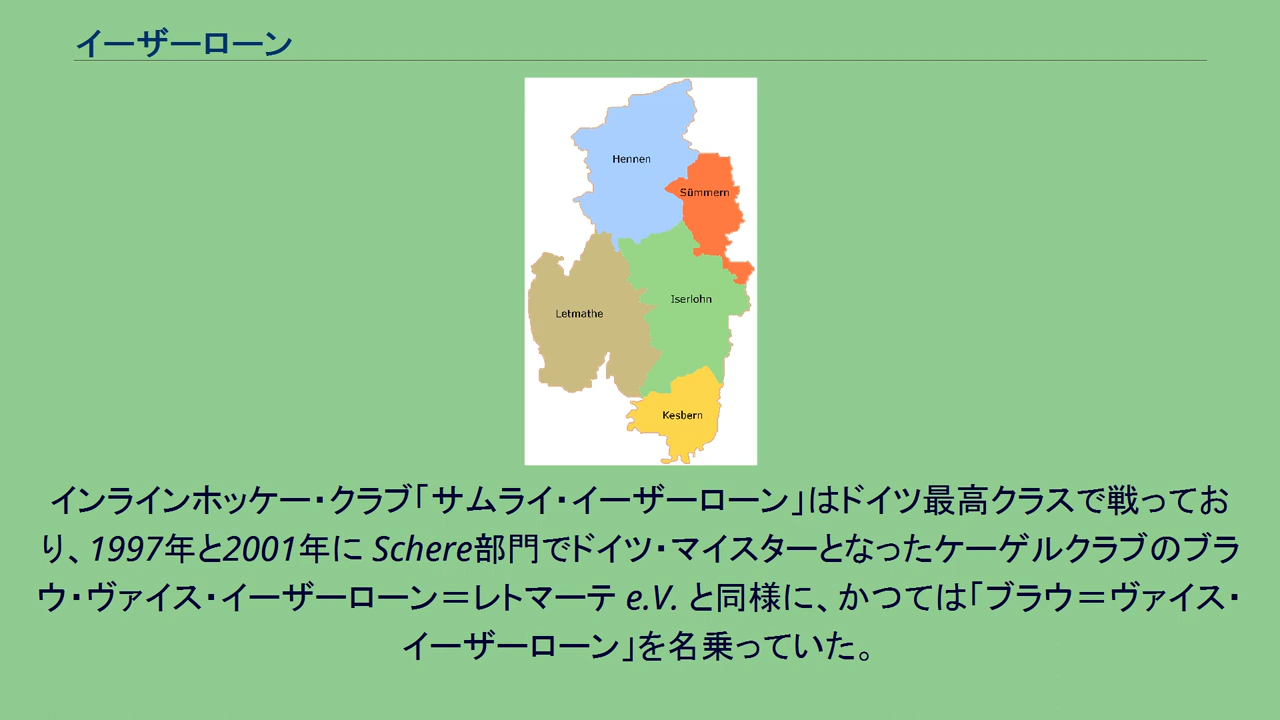 イーザーローン
Hennen
Sümmern
Iserlohn
Letmathe
Kesbern
インラインホッケー・クラブ「サムライ・イーザーローン」はドイツ最高クラスで戦ってお
り、1997年と2001年に Schere部門でドイツ・マイスターとなったケーゲルクラブのブラ
ウ・ヴァイス・イーザーローン＝レトマーテ e.V. と同様に、かつては「ブラウ＝ヴァイス・
イーザーローン」を名乗っていた。